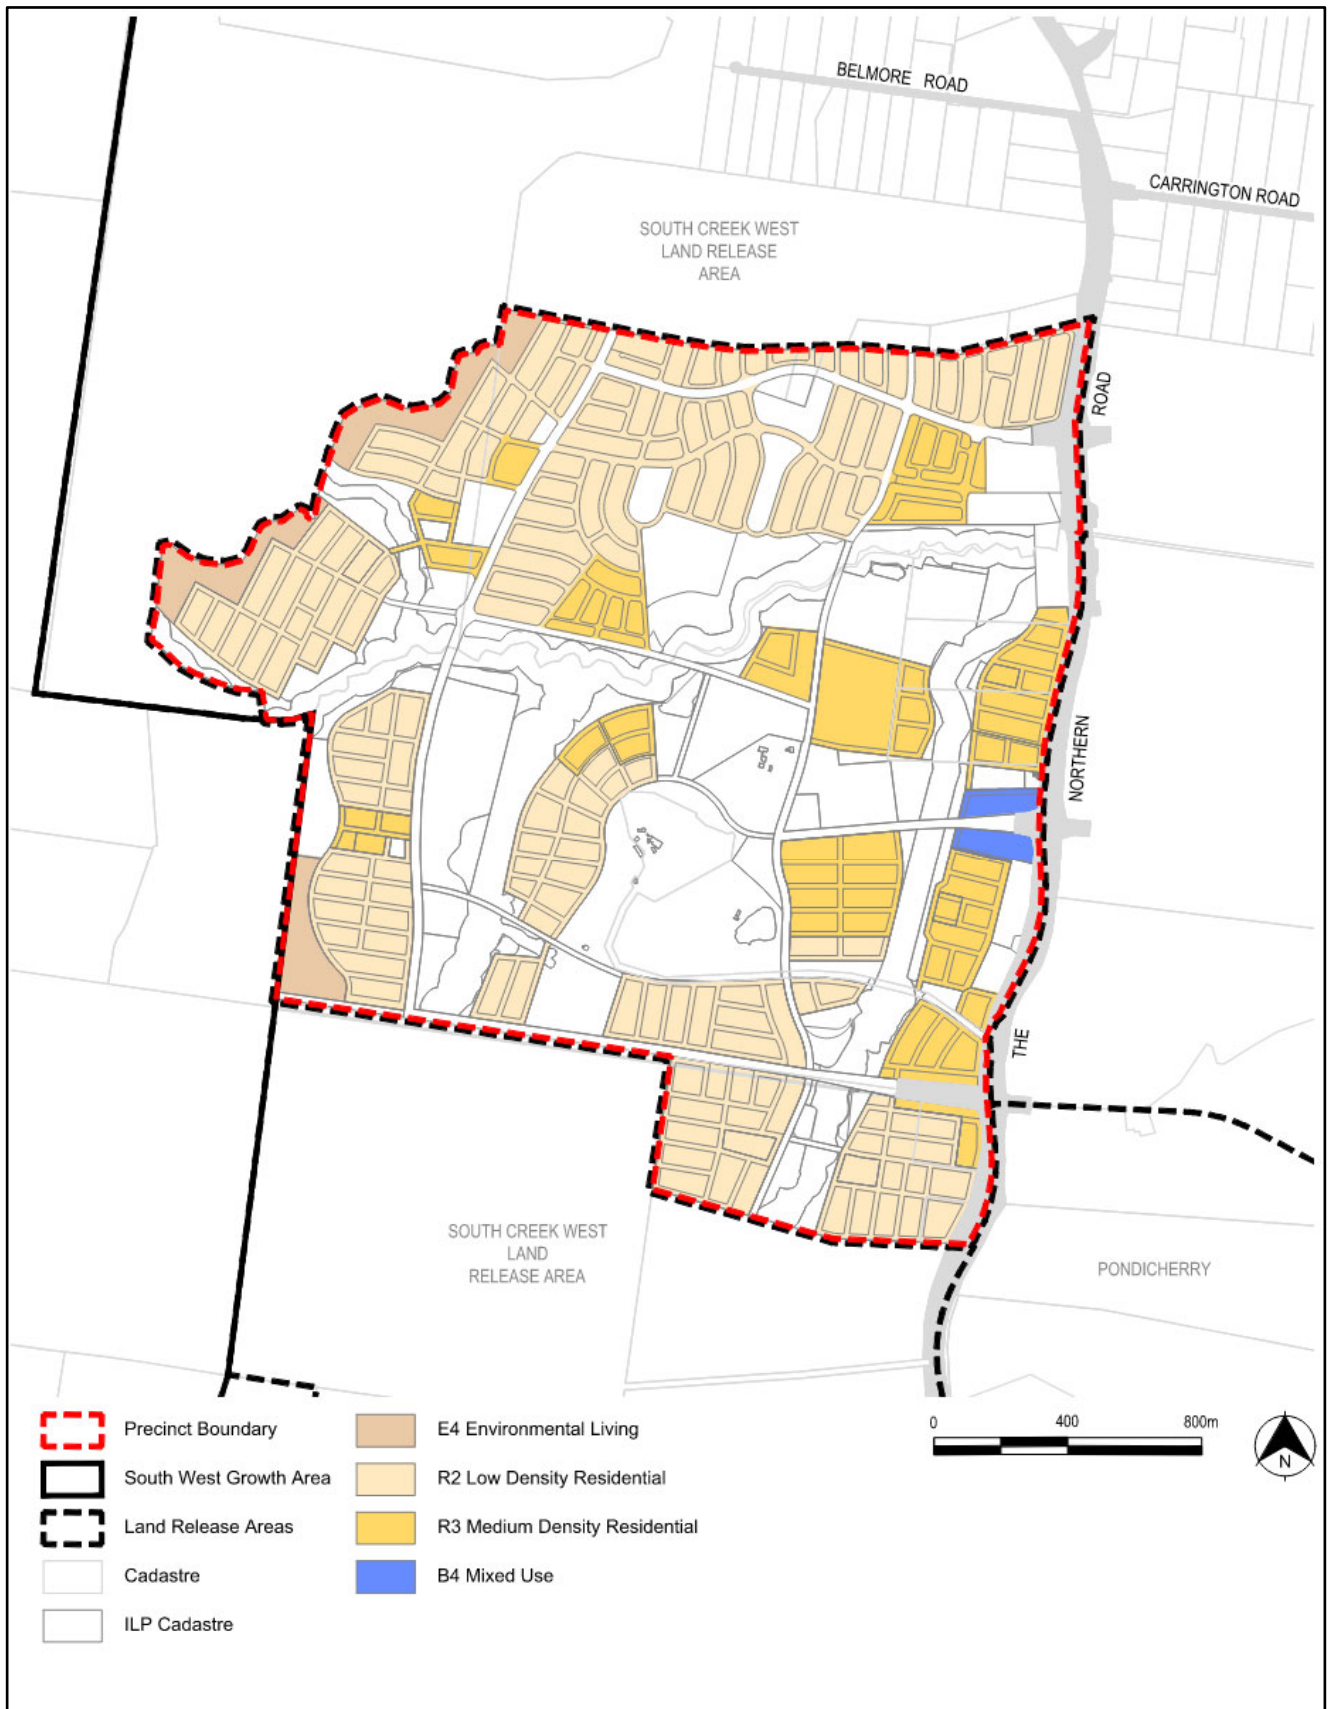 BELMORE ROAD
CARRINGTON ROAD
SOUTH CREEK WEST
LAND RELEASE
AREA
ROAD
NORTHERN
THE
SOUTH CREEK WEST
LAND
RELEASE AREA
PONDICHERRY
Precinct Boundary
South West Growth Area
Land Release Areas
Cadastre
ILP Cadastre
E4 Environmental Living
R2 Low Density Residential
R3 Medium Density Residential
B4 Mixed Use
0 400 800m
N